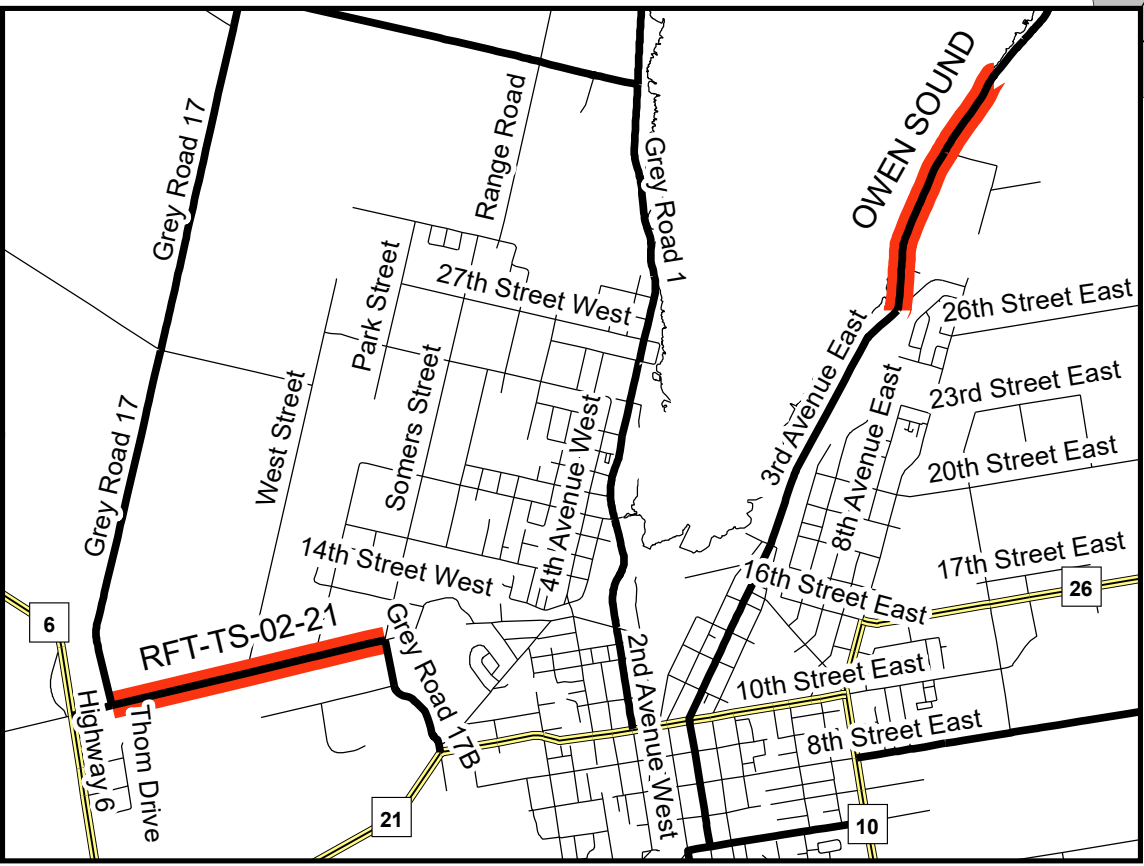 OWEN SOUND
Grey Road 17
Range Road
Grey Road 1
Park Street
27th Street West
26th Street East
3rd Avenue East
23rd Street East
West Street
Somers Street
4th Avenue West
8th Avenue East
20th Street East
Grey Road 17
14th Street West
17th Street East
16th Street East
26
6
RFT-TS-02-21
Grey Road 17B
2nd Avenue West
10th Street East
Highway 6
Thom Drive
8th Street East
21
10